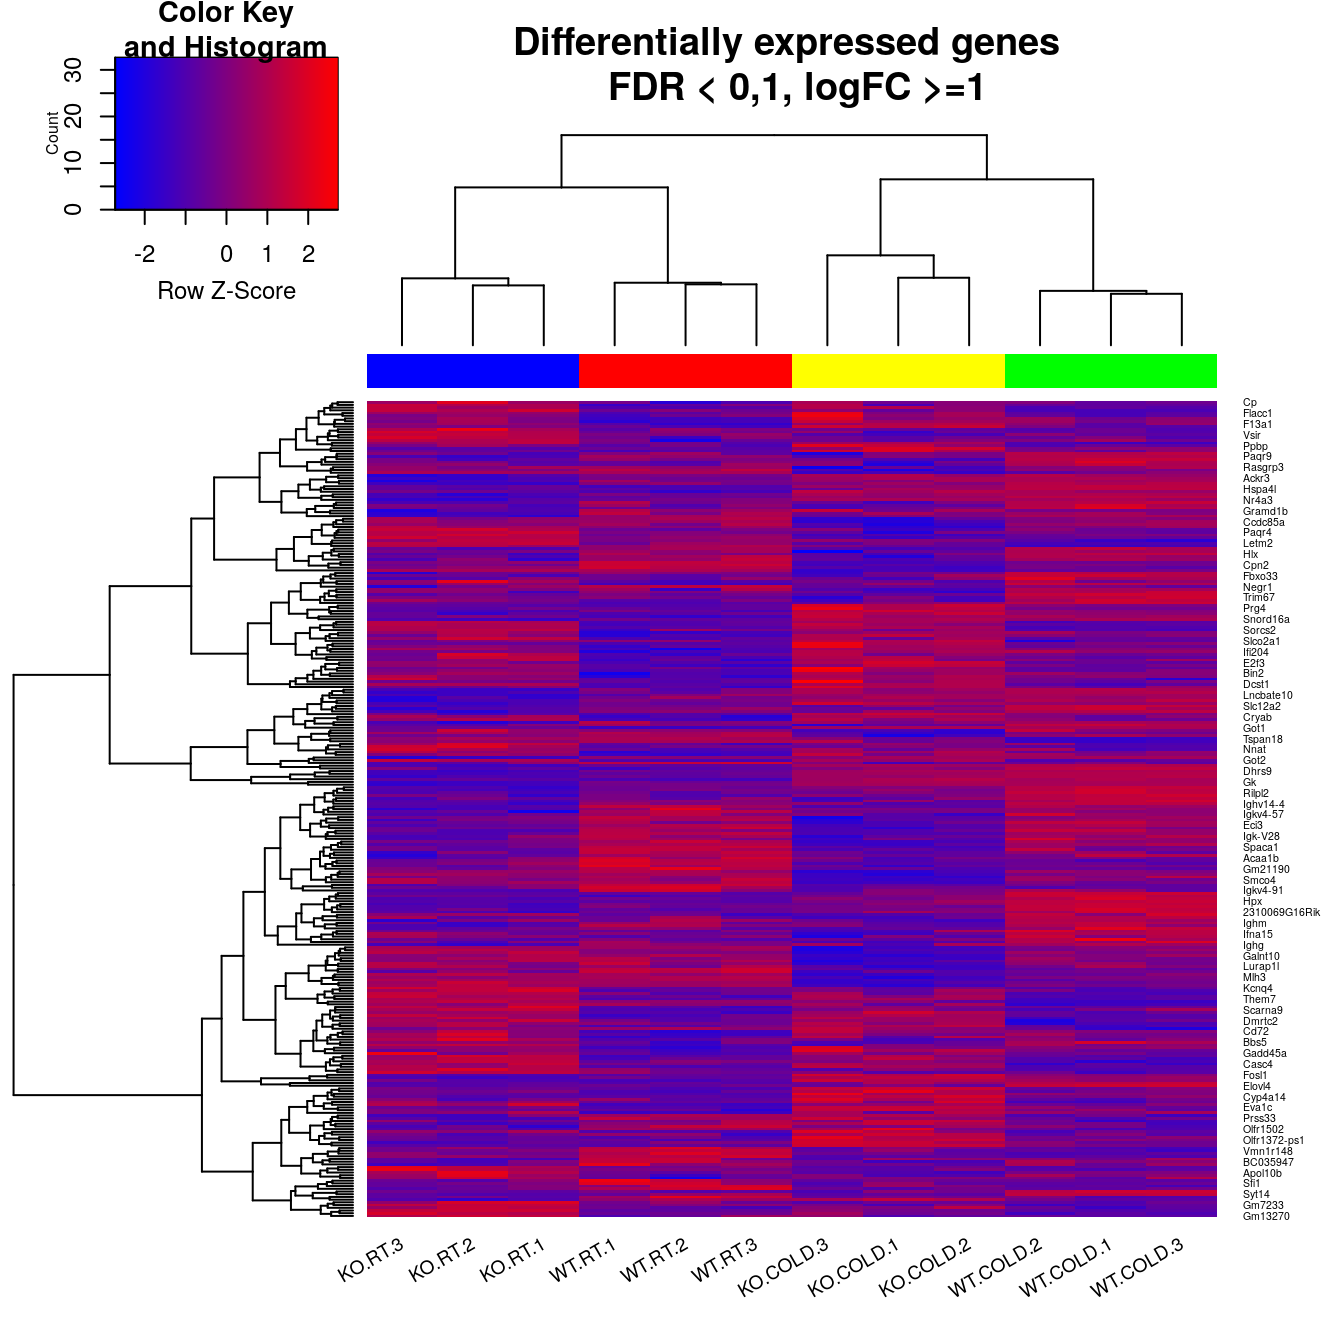 Color Key
and Histogram
Count
0 10 20 30
-2 0 1 2
Row Z-Score
Differentially expressed genes
FDR < 0,1, logFC >=1
Cp
Flacc1
F13a1
Vsir
Ppbp
Paqr9
Rasgrp3
Ackr3
Hspa4l
Nr4a3
Gramd1b
Ccdc85a
Paqr4
Letm2
Hlx
Cpn2
Fbxo33
Negr1
Trim67
Prg4
Snord16a
Sorcs2
Slco2a1
Ifi204
E2f3
Bin2
Dcst1
Lncbate10
Slc12a2
Cryab
Got1
Tspan18
Nnat
Got2
Dhrs9
Gk
Rilpl2
Ighv14-4
Igkv4-57
Eci3
Igk-V28
Spaca1
Acaa1b
Gm21190
Smco4
Igkv4-91
Hpx
2310069G16Rik
Ighm
Ifna15
Ighg
Galnt10
Lurap1l
Mlh3
Kcnq4
Them7
Scarna9
Dmrtc2
Cd72
Bbs5
Gadd45a
Casc4
Fosl1
Elovl4
Cyp4a14
Eva1c
Prss33
Olfr1502
Olfr1372-ps1
Vmn1r148
BC035947
Apol10b
Sfi1
Syt14
Gm7233
Gm13270
KO.RT.3
KO.RT.2
KO.RT.1
WT.RT.1
WT.RT.2
WT.RT.3
KO.COLD.3
KO.COLD.1
KO.COLD.2
WT.COLD.2
WT.COLD.1
WT.COLD.3